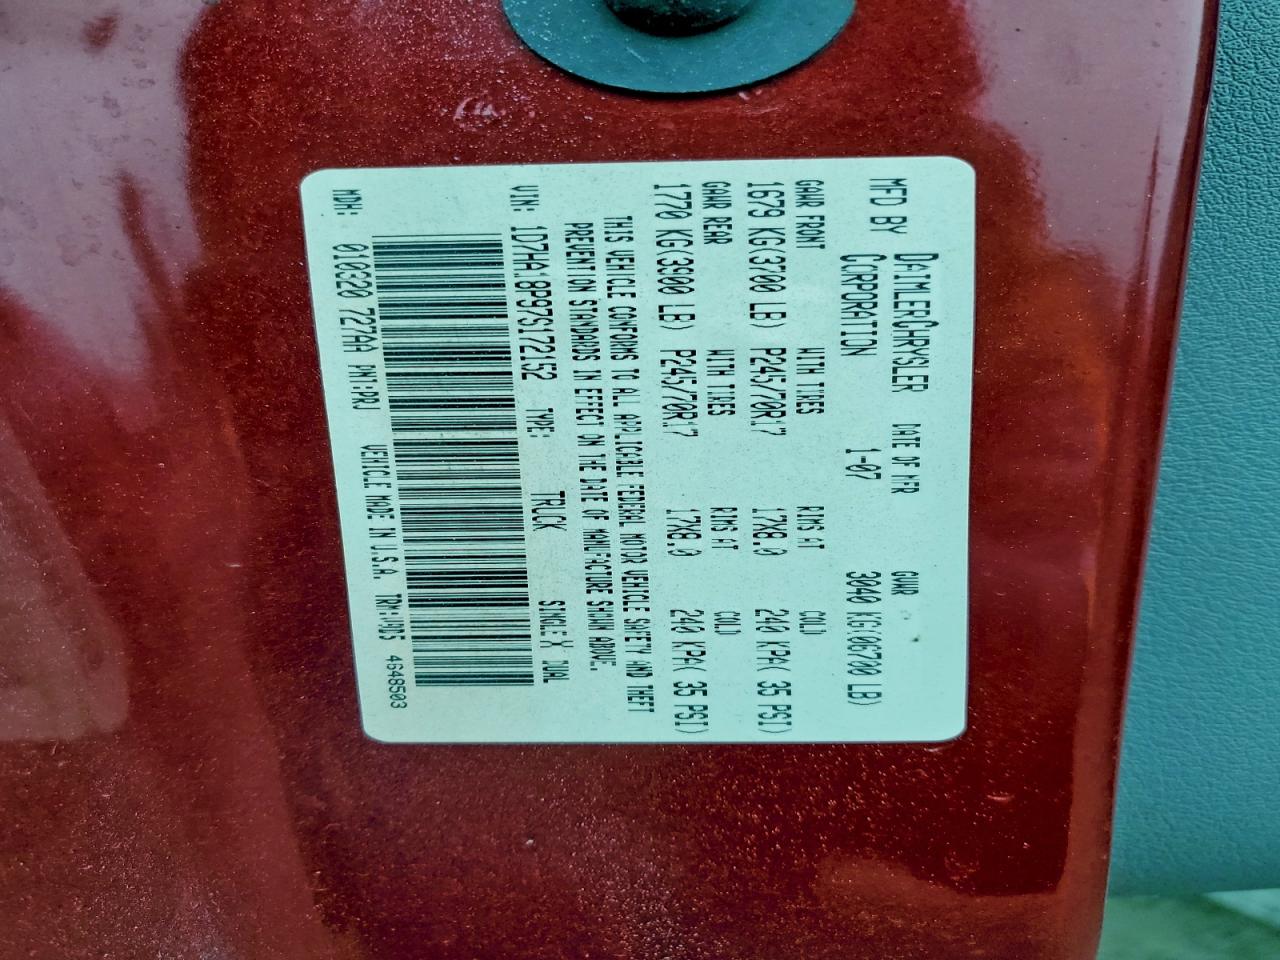 MFD BY DAIMLERCHRYSLER CORPORATION DATE OF MFR 1-07 GVWR 3040 KG(06700 LB)
GAWR FRONT WITH TIRES RIMS AT COLD
1679 KG(3700 LB) P245/70R17 17X8.0 240 KPA( 35 PSI)
GAWR REAR WITH TIRES RIMS AT COLD
1770 KG(3900 LB) P245/70R17 17X8.0 240 KPA( 35 PSI)
THIS VEHICLE CONFORMS TO ALL APPLICABLE FEDERAL MOTOR VEHICLE SAFETY AND THEFT
PREVENTION STANDARDS IN EFFECT ON THE DATE OF MANUFACTURE SHOWN ABOVE.
VIN: 1D7HA18P97S172152 TYPE: TRUCK SINGLE X DUAL
MDH: 010320 727AA PNT:PRJ VEHICLE MADE IN U.S.A. 4648503